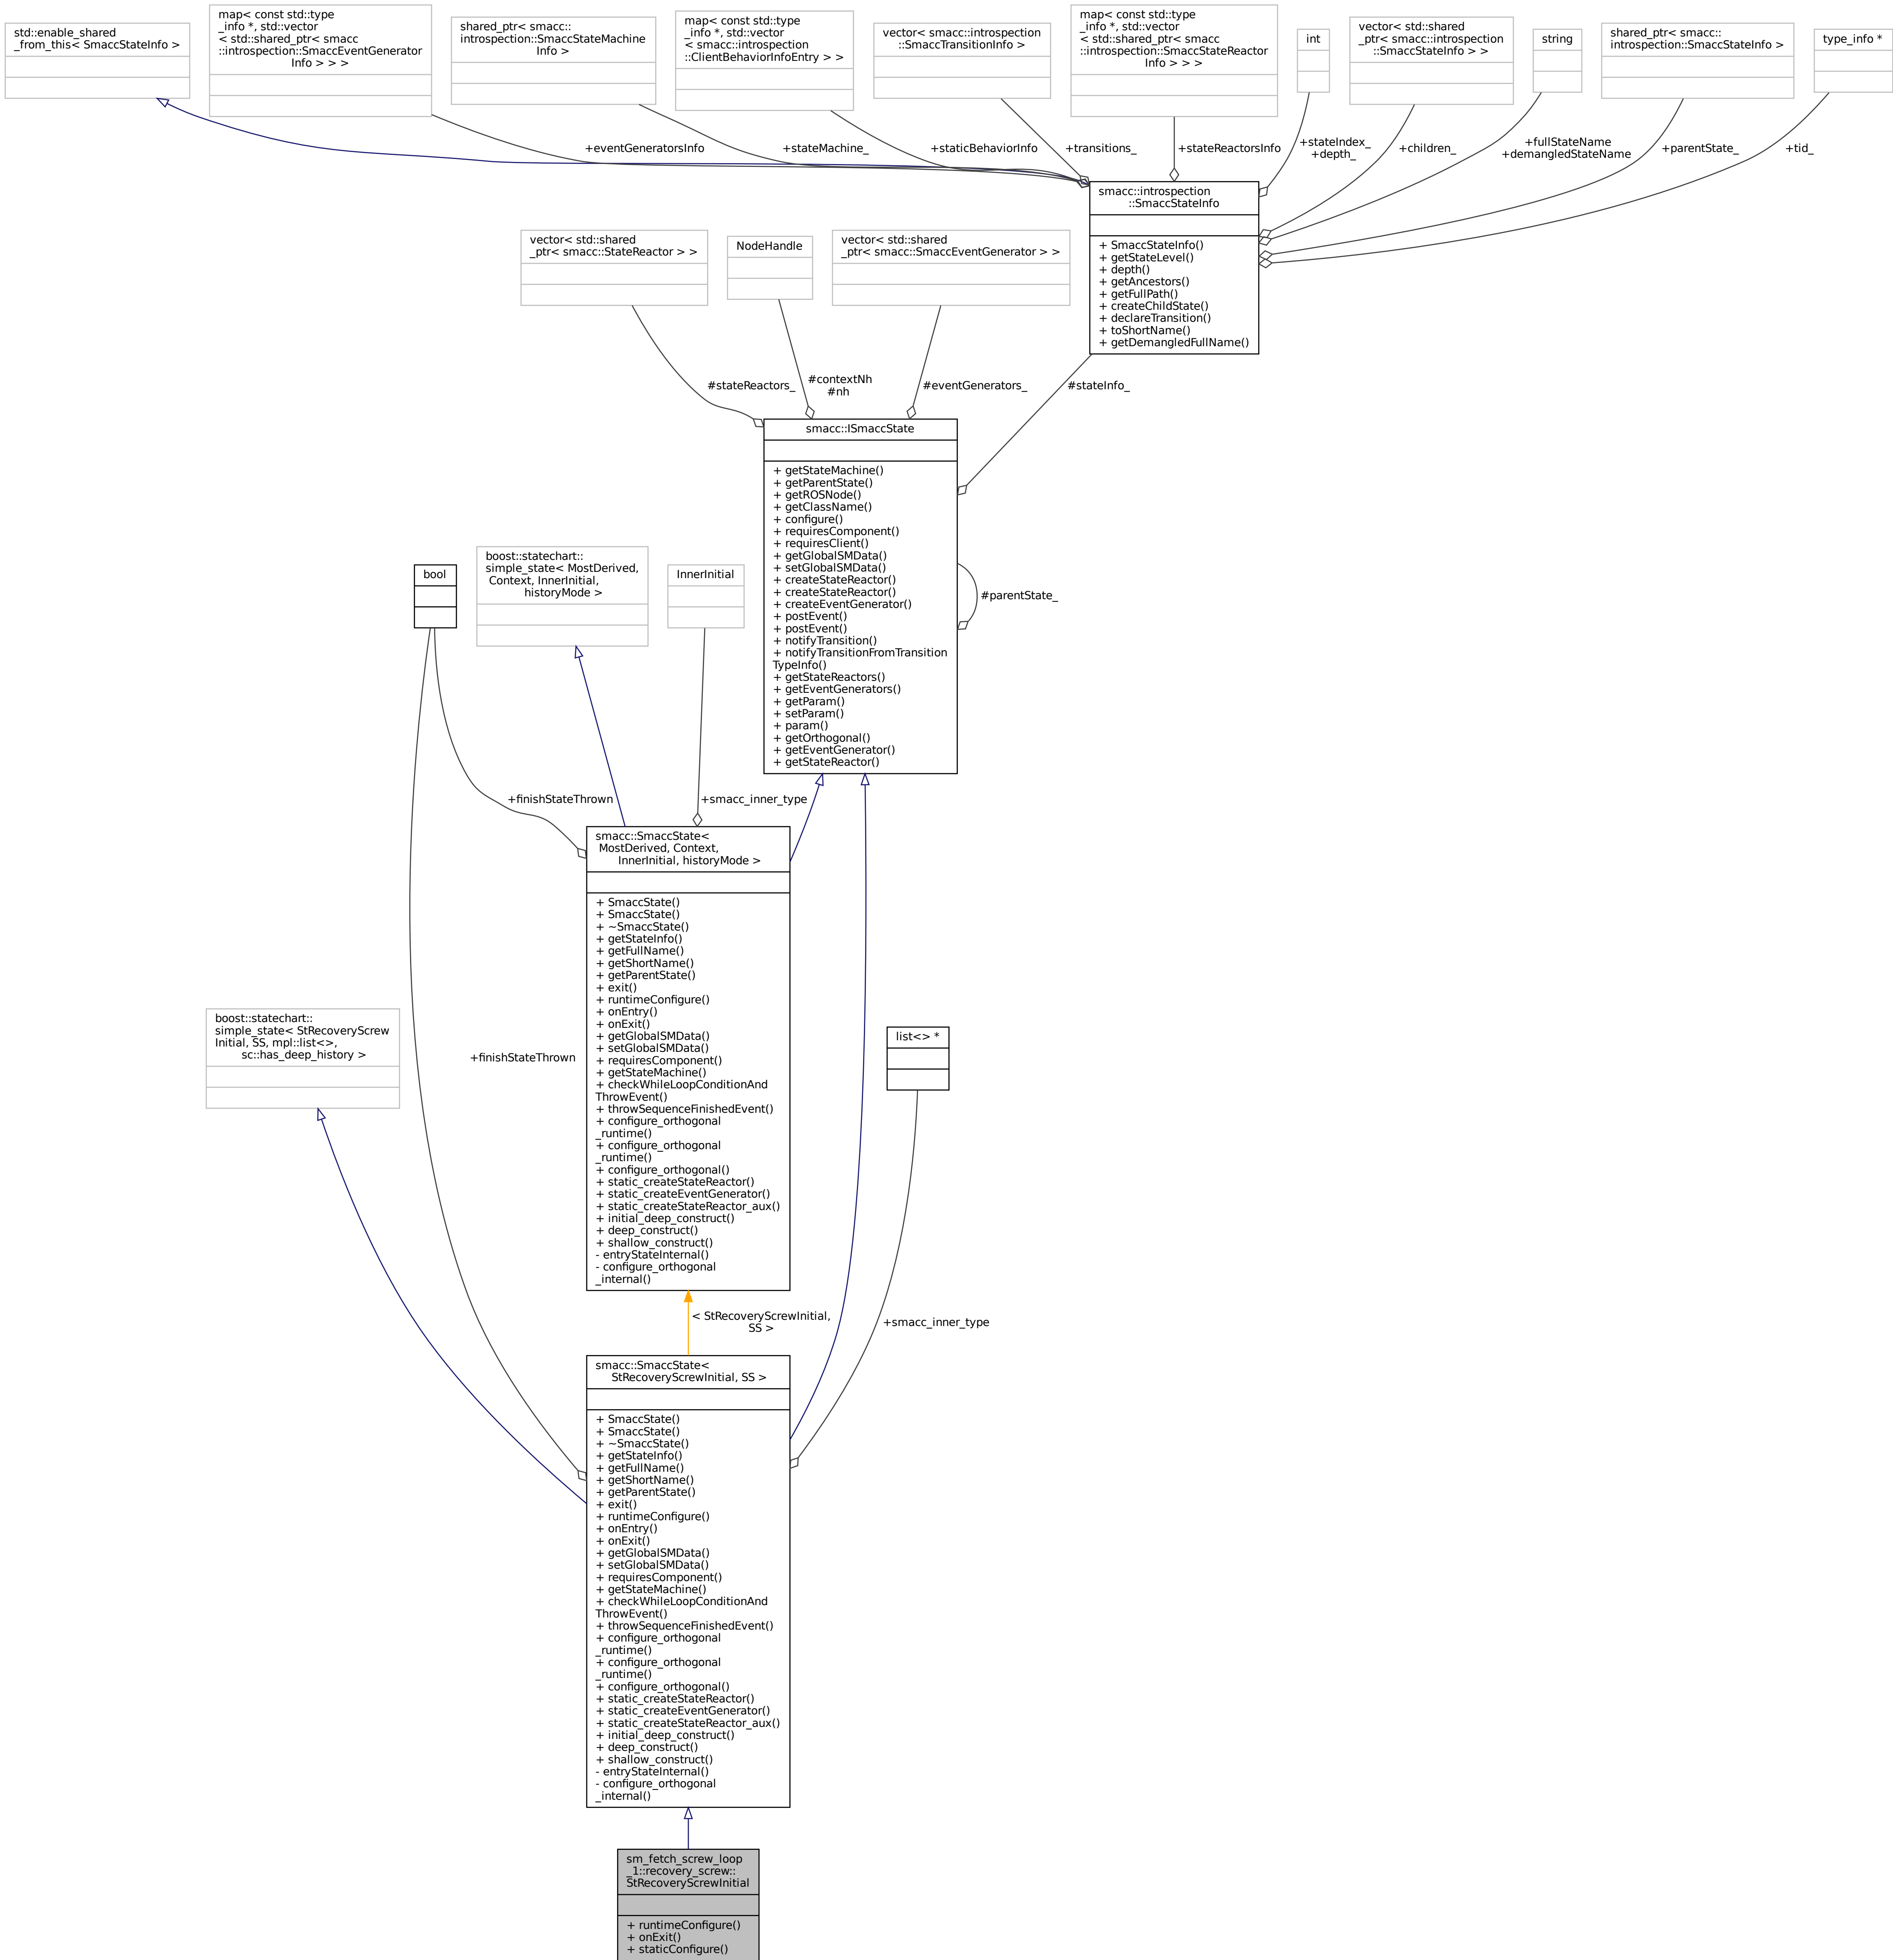 std::enable_shared
_from_this< SmaccStateInfo >
map< const std::type
_info *, std::vector
< std::shared_ptr< smacc
::introspection::SmaccEventGenerator
Info > > >
shared_ptr< smacc::
introspection::SmaccStateMachine
Info >
map< const std::type
_info *, std::vector
< smacc::introspection
::ClientBehaviorInfoEntry > >
vector< smacc::introspection
::SmaccTransitionInfo >
map< const std::type
_info *, std::vector
< std::shared_ptr< smacc
::introspection::SmaccStateReactor
Info > > >
int
vector< std::shared
_ptr< smacc::introspection
::SmaccStateInfo > >
string
shared_ptr< smacc::
introspection::SmaccStateInfo >
type_info *
+eventGeneratorsInfo
+stateMachine_
+staticBehaviorInfo
+transitions_
+stateReactorsInfo
+stateIndex_
+depth_
+children_
+fullStateName
+demangledStateName
+parentState_
+tid_
smacc::introspection
::SmaccStateInfo
+ SmaccStateInfo()
+ getStateLevel()
+ depth()
+ getAncestors()
+ getFullPath()
+ createChildState()
+ declareTransition()
+ toShortName()
+ getDemangledFullName()
vector< std::shared
_ptr< smacc::StateReactor > >
NodeHandle
vector< std::shared
_ptr< smacc::SmaccEventGenerator > >
#stateReactors_
#contextNh
#nh
#eventGenerators_
#stateInfo_
smacc::ISmaccState
+ getStateMachine()
+ getParentState()
+ getROSNode()
+ getClassName()
+ configure()
+ requiresComponent()
+ requiresClient()
+ getGlobalSMData()
+ setGlobalSMData()
+ createStateReactor()
+ createStateReactor()
+ createEventGenerator()
+ postEvent()
+ postEvent()
+ notifyTransition()
+ notifyTransitionFromTransition
TypeInfo()
+ getStateReactors()
+ getEventGenerators()
+ getParam()
+ setParam()
+ param()
+ getOrthogonal()
+ getEventGenerator()
+ getStateReactor()
#parentState_
bool
boost::statechart::
simple_state< MostDerived,
Context, InnerInitial,
historyMode >
InnerInitial
+finishStateThrown
+smacc_inner_type
smacc::SmaccState<
MostDerived, Context,
InnerInitial, historyMode >
+ SmaccState()
+ SmaccState()
+ ~SmaccState()
+ getStateInfo()
+ getFullName()
+ getShortName()
+ getParentState()
+ exit()
+ runtimeConfigure()
+ onEntry()
+ onExit()
+ getGlobalSMData()
+ setGlobalSMData()
+ requiresComponent()
+ getStateMachine()
+ checkWhileLoopConditionAnd
ThrowEvent()
+ throwSequenceFinishedEvent()
+ configure_orthogonal
_runtime()
+ configure_orthogonal
_runtime()
+ configure_orthogonal()
+ static_createStateReactor()
+ static_createEventGenerator()
+ static_createStateReactor_aux()
+ initial_deep_construct()
+ deep_construct()
+ shallow_construct()
- entryStateInternal()
- configure_orthogonal
_internal()
boost::statechart::
simple_state< StRecoveryScrew
Initial, SS, mpl::list<>,
sc::has_deep_history >
+finishStateThrown
list<> *
< StRecoveryScrewInitial,
SS >
+smacc_inner_type
smacc::SmaccState<
StRecoveryScrewInitial, SS >
+ SmaccState()
+ SmaccState()
+ ~SmaccState()
+ getStateInfo()
+ getFullName()
+ getShortName()
+ getParentState()
+ exit()
+ runtimeConfigure()
+ onEntry()
+ onExit()
+ getGlobalSMData()
+ setGlobalSMData()
+ requiresComponent()
+ getStateMachine()
+ checkWhileLoopConditionAnd
ThrowEvent()
+ throwSequenceFinishedEvent()
+ configure_orthogonal
_runtime()
+ configure_orthogonal
_runtime()
+ configure_orthogonal()
+ static_createStateReactor()
+ static_createEventGenerator()
+ static_createStateReactor_aux()
+ initial_deep_construct()
+ deep_construct()
+ shallow_construct()
- entryStateInternal()
- configure_orthogonal
_internal()
sm_fetch_screw_loop
_1::recovery_screw::
StRecoveryScrewInitial
+ runtimeConfigure()
+ onExit()
+ staticConfigure()